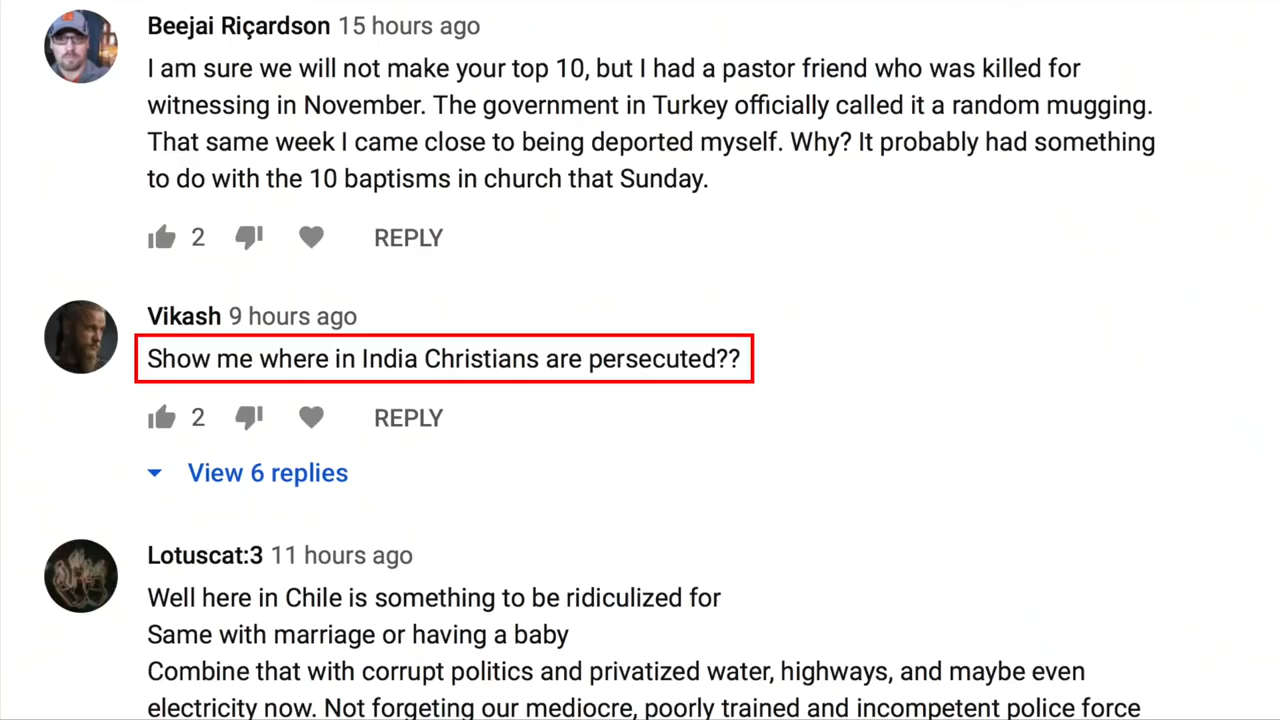 Beejai Riçardson 15 hours ago
I am sure we will not make your top 10, but I had a pastor friend who was killed for
witnessing in November. The government in Turkey officially called it a random mugging.
That same week I came close to being deported myself. Why? It probably had something
to do with the 10 baptisms in church that Sunday.
2 REPLY
Vikash 9 hours ago
Show me where in India Christians are persecuted??
2 REPLY
View 6 replies
Lotuscat:3 11 hours ago
Well here in Chile is something to be ridiculized for
Same with marriage or having a baby
Combine that with corrupt politics and privatized water, highways, and maybe even
electricity now. Not forgeting our mediocre, poorly trained and incompetent police force